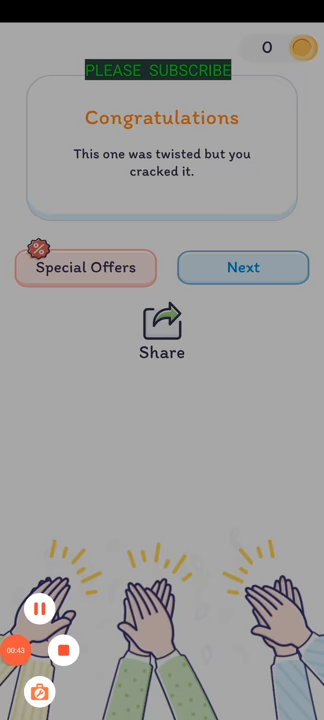 0
PLEASE SUBSCRIBE
Congratulations
This one was twisted but you
cracked it.
%
Special Offers
Next
Share
00:43